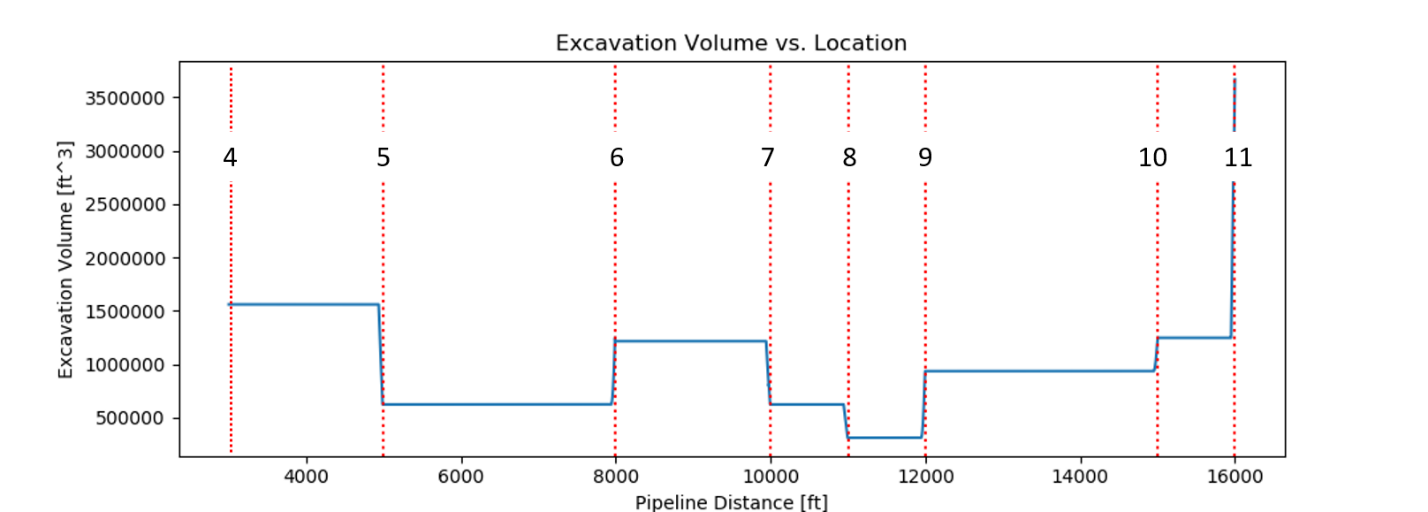 Excavation Volume vs. Location
3500000
3000000
2500000
2000000
1500000
1000000
500000
Excavation Volume [ft^3]
4 5 6 7 8 9 10 11
4000 6000 8000 10000 12000 14000 16000
Pipeline Distance [ft]